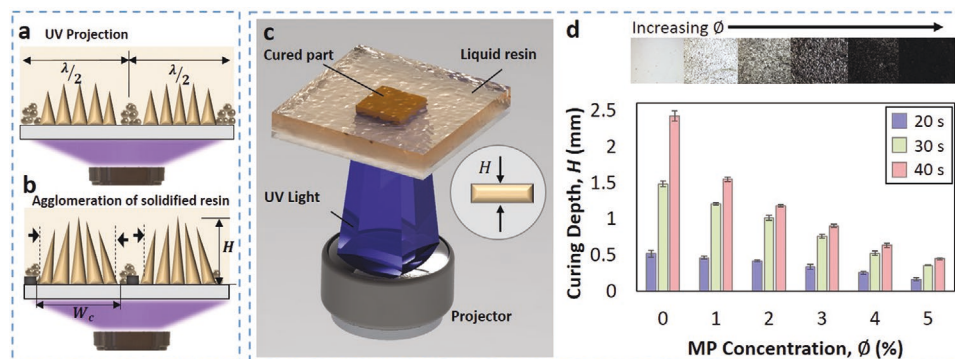 a
UV Projection
λ/2
λ/2
b
Agglomeration of solidified resin
H
W_c
c
Cured part
Liquid resin
UV Light
H
Projector
d
Increasing Ø
Curing Depth, H (mm)
2.5
2
1.5
1
0.5
0
20 s
30 s
40 s
0 1 2 3 4 5
MP Concentration, Ø (%)